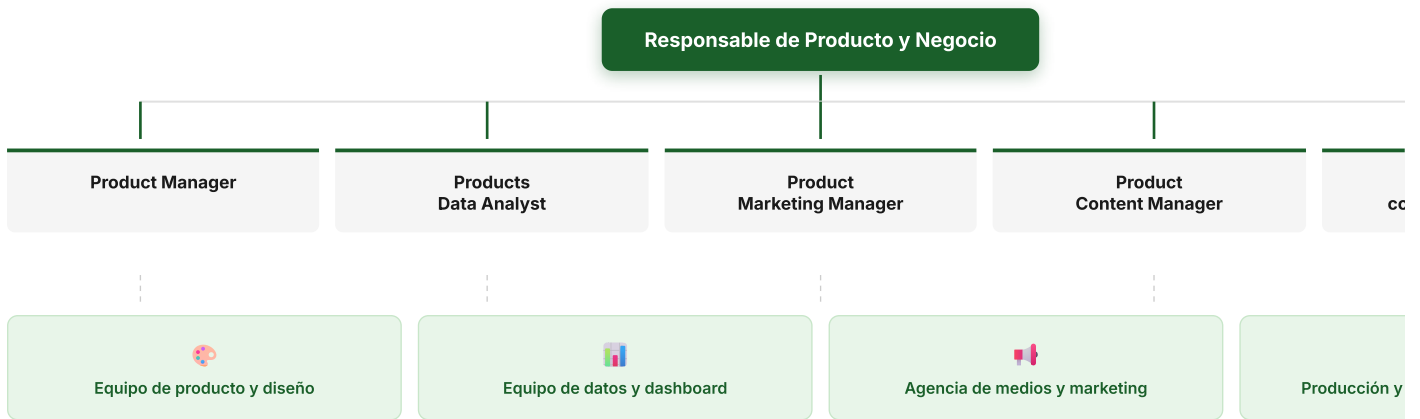 Responsable de Producto y Negocio
Product Manager
Products
Data Analyst
Product
Marketing Manager
Product
Content Manager
Equipo de producto y diseño
Equipo de datos y dashboard
Agencia de medios y marketing
Producción y